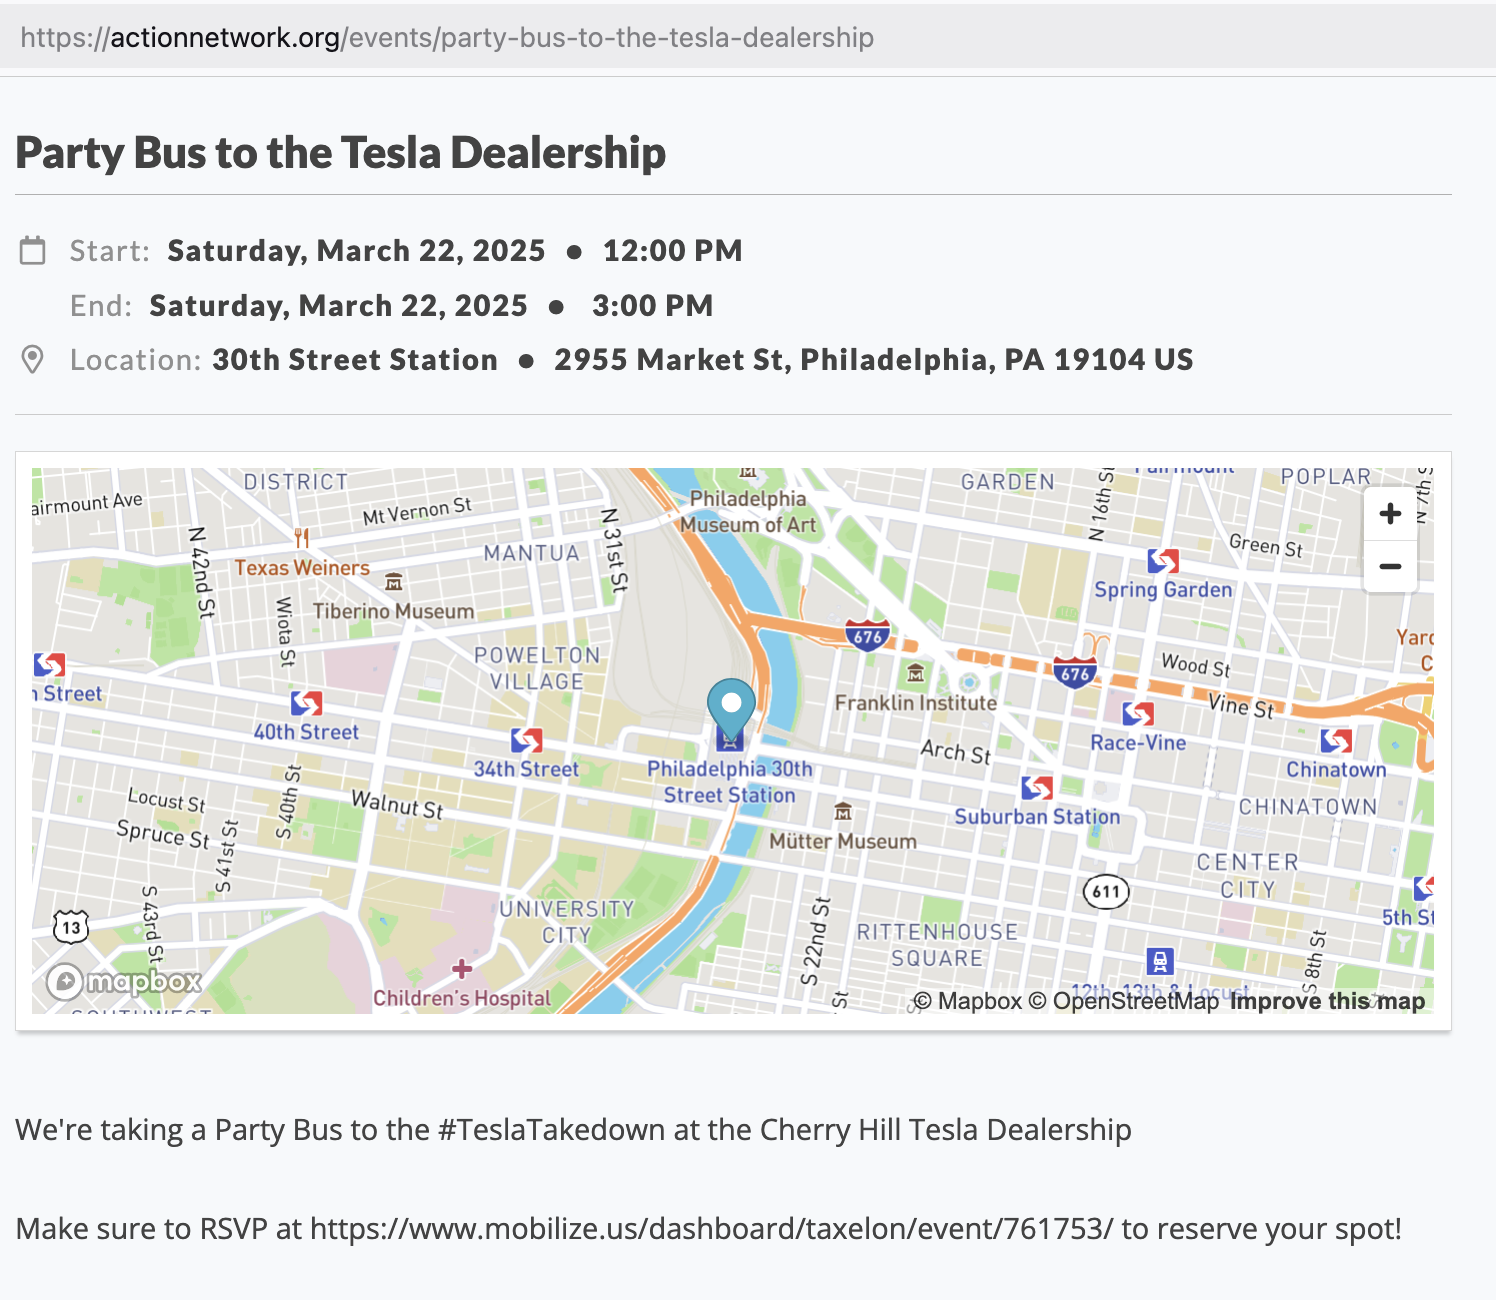 https://actionnetwork.org/events/party-bus-to-the-tesla-dealership
Party Bus to the Tesla Dealership
Start: Saturday, March 22, 2025 • 12:00 PM
End: Saturday, March 22, 2025 • 3:00 PM
Location: 30th Street Station • 2955 Market St, Philadelphia, PA 19104 US
DISTRICT
Philadelphia
Museum of Art
GARDEN
N 16th St
POPLAR
airmount Ave
Mt Vernon St
N 31st St
N 42nd St
MANTUA
Green St
Texas Weiners
Tiberino Museum
Spring Garden
Wiota St
676
POWELTON
VILLAGE
Wood St
676
Street
40th Street
Franklin Institute
Vine St
Race-Vine
34th Street
Philadelphia 30th
Street Station
Arch St
Chinatown
S 40th St
Locust St
Walnut St
Suburban Station
CHINATOWN
Spruce St
S 41st St
Mütter Museum
CENTER
CITY
611
S 43rd St
13
UNIVERSITY
CITY
S 22nd St
RITTENHOUSE
SQUARE
5th St
S 8th St
mapbox
Children's Hospital
12th, 13th & Locust
St
© Mapbox © OpenStreetMap Improve this map
We're taking a Party Bus to the #TeslaTakedown at the Cherry Hill Tesla Dealership
Make sure to RSVP at https://www.mobilize.us/dashboard/taxelon/event/761753/ to reserve your spot!